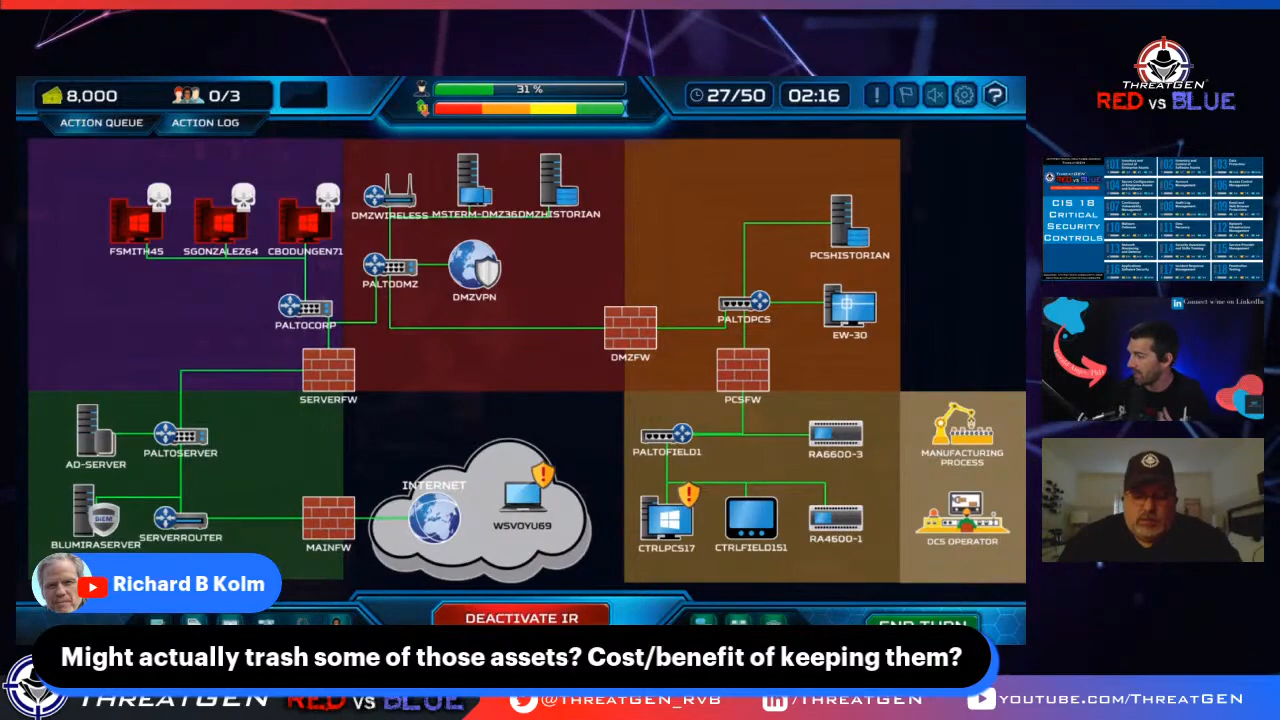 8,000
0/3
31 %
27/50
02:16
?
ACTION QUEUE
ACTION LOG
THREATGEN
RED VS BLUE
FSMITH45
SGONZALEZ64
CBODUNGEN71
DMZWIRELESS
MSTERM-DMZ36
DMZHISTORIAN
PALTODMZ
DMZVPN
PALTOCORP
SERVERFW
DMZFW
PCSHISTORIAN
PALTOPCS
EW-30
PCSFW
AD-SERVER
PALTOSERVER
SIEM
BLUMIRASERVER
SERVERROUTER
MAINFW
INTERNET
WSVOYU69
PALTOFIELD1
RA6600-3
CTRLPCS17
CTRLFIELD151
RA4600-1
MANUFACTURING
PROCESS
DCS OPERATOR
CIS 18
CRITICAL
SECURITY
CONTROLS
in Connect w/me on LinkedIn
Richard B Kolm
DEACTIVATE IR
END TURN
Might actually trash some of those assets? Cost/benefit of keeping them?
THREATGEN RED VS BLUE
@THREATGEN_RVB
in /THREATGEN
YOUTUBE.COM/THREATGEN